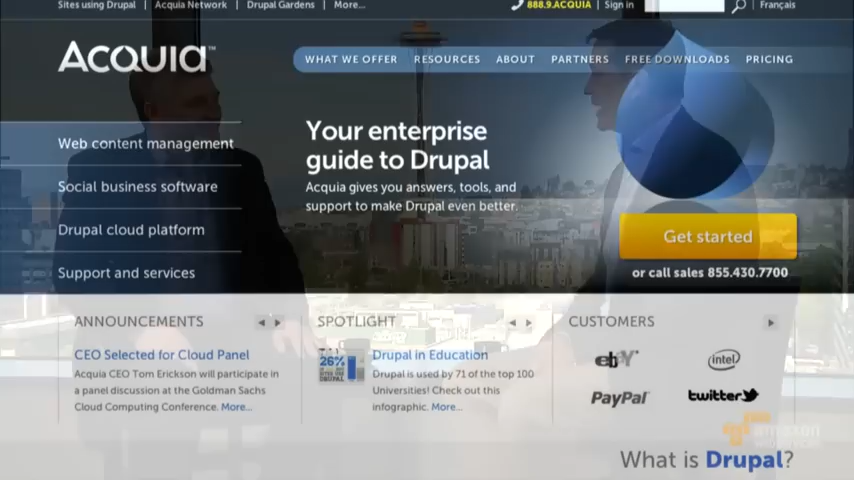 Sites using Drupal | Acquia Network | Drupal Gardens | More...
888.9.ACQUIA | Sign in
Français
ACQUIA™
WHAT WE OFFER RESOURCES ABOUT PARTNERS FREE DOWNLOADS PRICING
Web content management
Social business software
Drupal cloud platform
Support and services
Your enterprise
guide to Drupal
Acquia gives you answers, tools, and
support to make Drupal even better.
Get started
or call sales 855.430.7700
ANNOUNCEMENTS
CEO Selected for Cloud Panel
Acquia CEO Tom Erickson will participate in
a panel discussion at the Goldman Sachs
Cloud Computing Conference. More...
SPOTLIGHT
26%
DRUPAL
Drupal in Education
Drupal is used by 71 of the top 100
Universities! Check out this
infographic. More...
CUSTOMERS
ebay
intel
PayPal
twitter
amazon
What is Drupal?